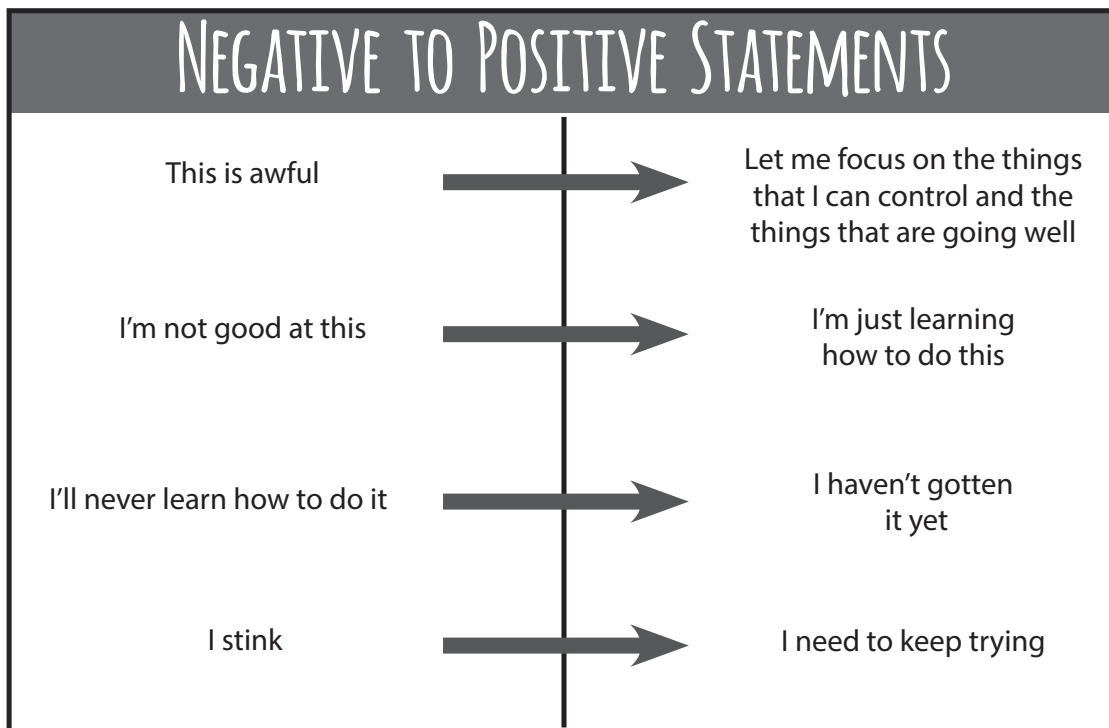 NEGATIVE TO POSITIVE STATEMENTS
This is awful
Let me focus on the things
that I can control and the
things that are going well
I'm not good at this
I'm just learning
how to do this
I'll never learn how to do it
I haven't gotten
it yet
I stink
I need to keep trying